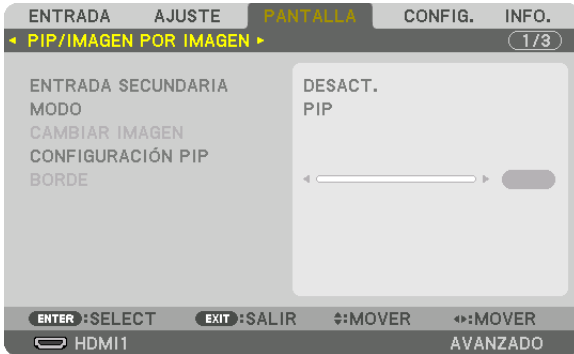 ENTRADA AJUSTE PANTALLA CONFIG. INFO.
PIP/IMAGEN POR IMAGEN 1/3
ENTRADA SECUNDARIA DESACT.
MODO PIP
CAMBIAR IMAGEN
CONFIGURACIÓN PIP
BORDE
ENTER :SELECT EXIT :SALIR :MOVER :MOVER
HDMI1 AVANZADO